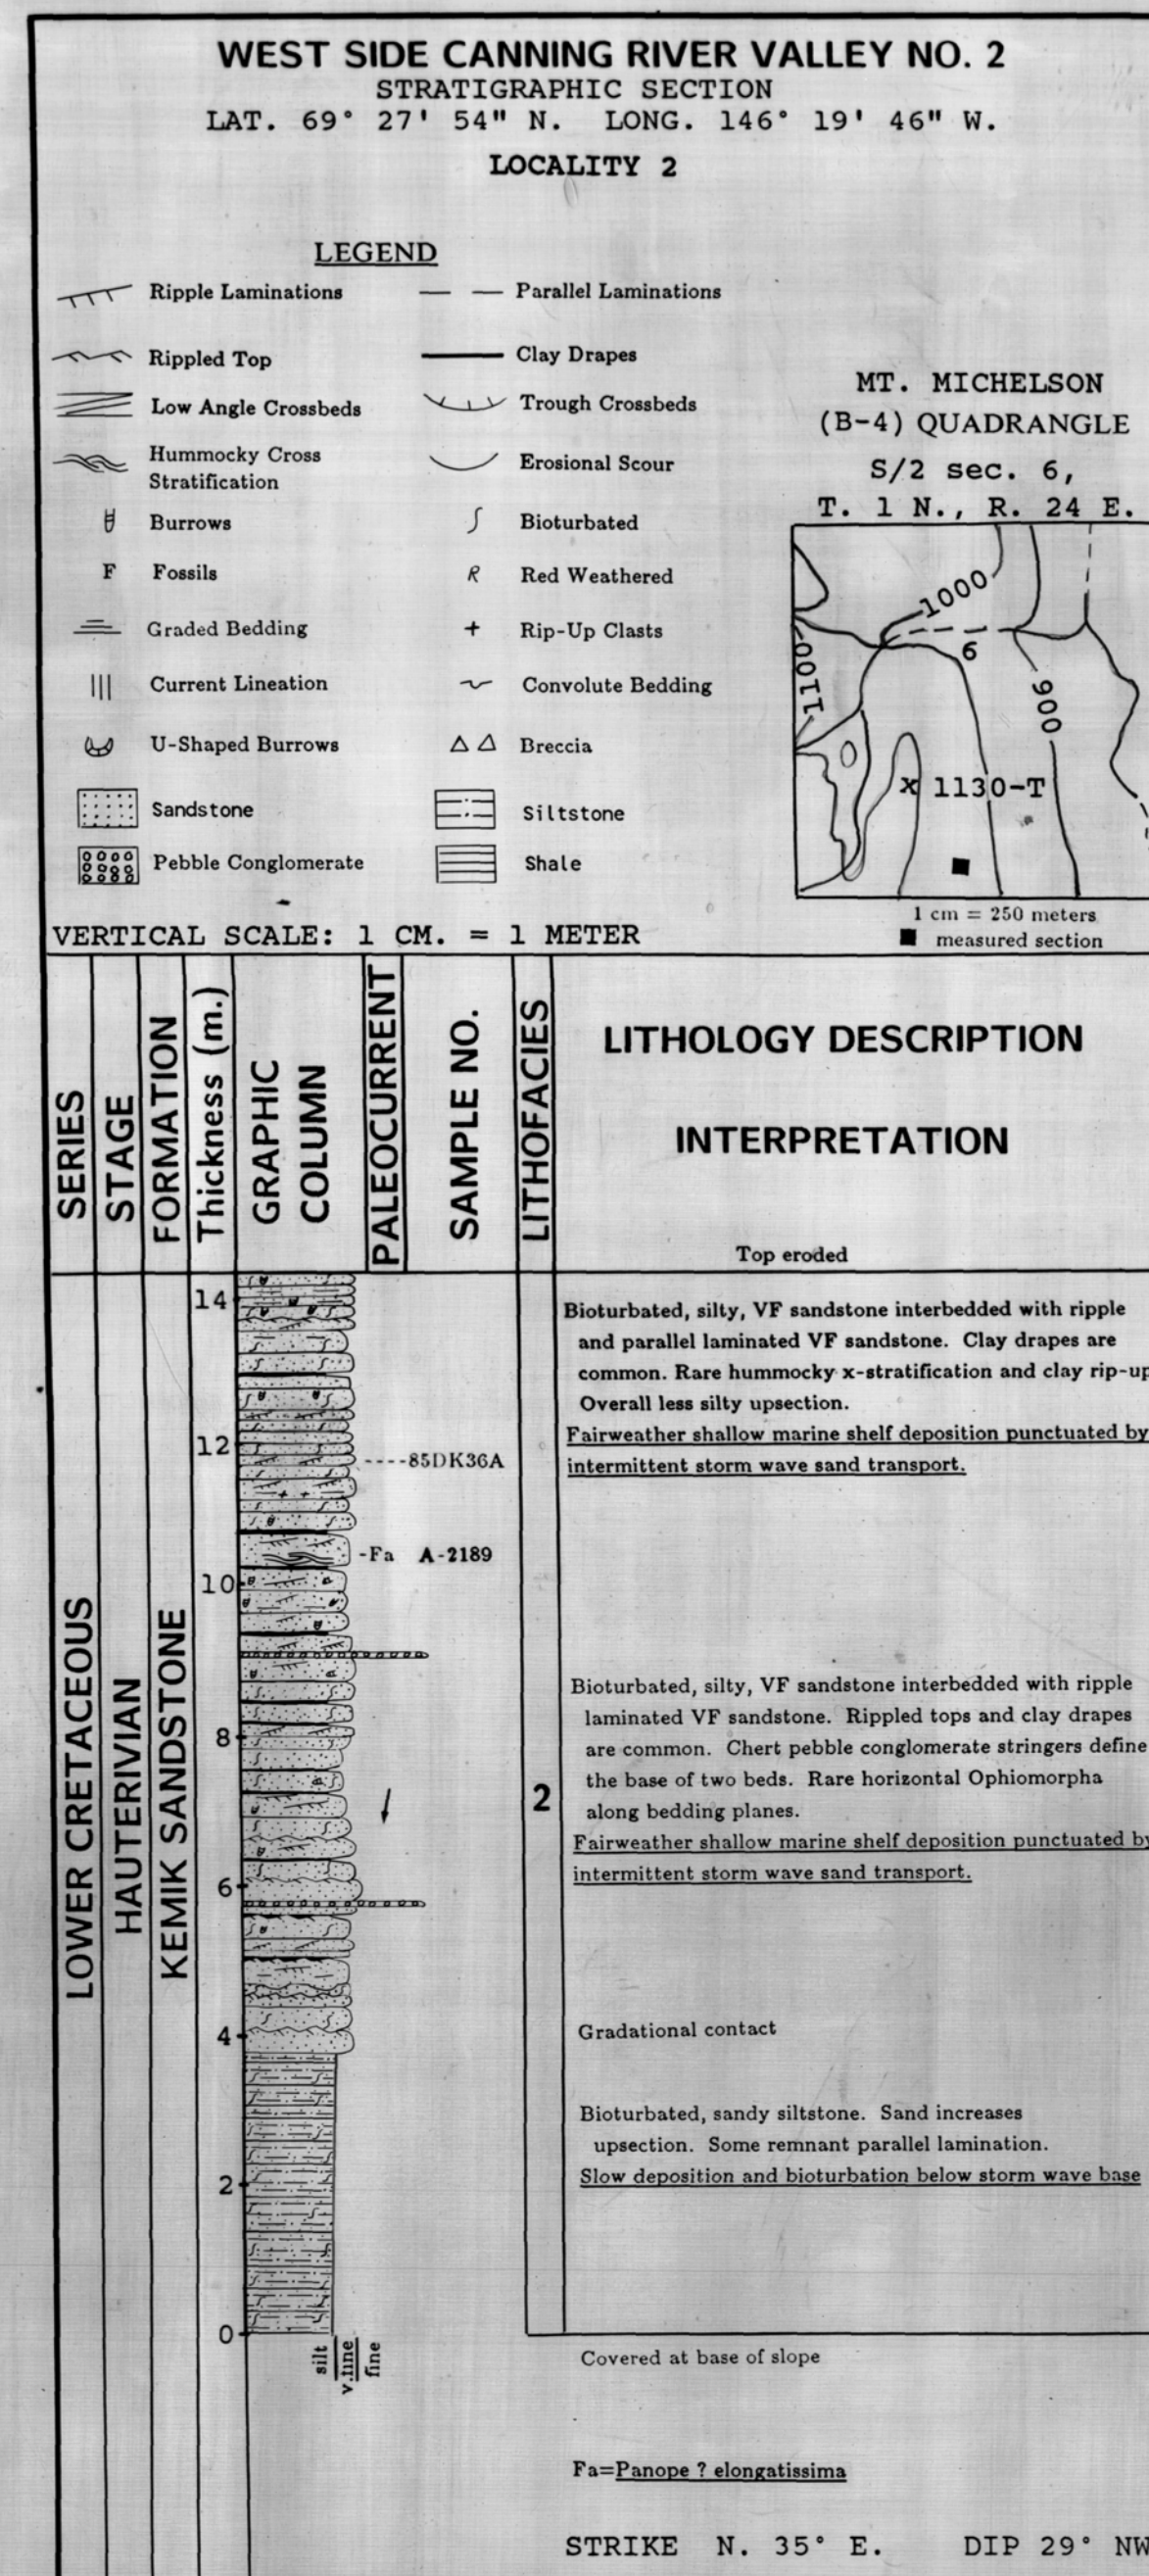 WEST SIDE CANNING RIVER VALLEY NO. 2
STRATIGRAPHIC SECTION
LAT. 69° 27' 54" N. LONG. 146° 19' 46" W.
LOCALITY 2
LEGEND
Ripple Laminations
Parallel Laminations
Rippled Top
Clay Drapes
Low Angle Crossbeds
Trough Crossbeds
Hummocky Cross
Stratification
Erosional Scour
Burrows
Bioturbated
F Fossils
R Red Weathered
Graded Bedding
+ Rip-Up Clasts
Current Lineation
Convolute Bedding
U-Shaped Burrows
Breccia
Sandstone
Siltstone
Pebble Conglomerate
Shale
MT. MICHELSON
(B-4) QUADRANGLE
S/2 sec. 6,
T. 1 N., R. 24 E.
1000
6
1100
900
x 1130-T
1 cm = 250 meters
measured section
VERTICAL SCALE: 1 CM. = 1 METER
SERIES
STAGE
FORMATION
Thickness (m.)
GRAPHIC
COLUMN
PALEOCURRENT
SAMPLE NO.
LITHOFACIES
LITHOLOGY DESCRIPTION
INTERPRETATION
Top eroded
LOWER CRETACEOUS
HAUTERIVIAN
KEMIK SANDSTONE
14
12
10
8
6
4
2
0
----85DK36A
-Fa A-2189
2
Bioturbated, silty, VF sandstone interbedded with ripple
and parallel laminated VF sandstone. Clay drapes are
common. Rare hummocky x-stratification and clay rip-up
Overall less silty upsection.
Fairweather shallow marine shelf deposition punctuated by
intermittent storm wave sand transport.
Bioturbated, silty, VF sandstone interbedded with ripple
laminated VF sandstone. Rippled tops and clay drapes
are common. Chert pebble conglomerate stringers define
the base of two beds. Rare horizontal Ophiomorpha
along bedding planes.
Fairweather shallow marine shelf deposition punctuated by
intermittent storm wave sand transport.
Gradational contact
Bioturbated, sandy siltstone. Sand increases
upsection. Some remnant parallel lamination.
Slow deposition and bioturbation below storm wave base
silt
v.fine
fine
Covered at base of slope
Fa=Panope ? elongatissima
STRIKE N. 35° E. DIP 29° NW